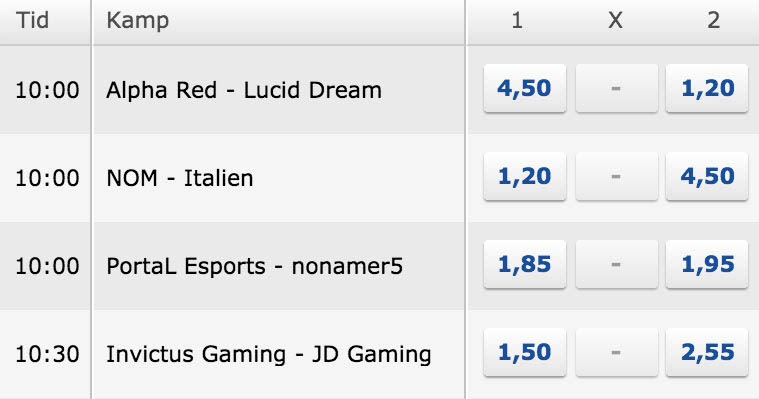 Tid Kamp 1 X 2
10:00 Alpha Red - Lucid Dream 4,50 - 1,20
10:00 NOM - Italien 1,20 - 4,50
10:00 PortaL Esports - nonamer5 1,85 - 1,95
10:30 Invictus Gaming - JD Gaming 1,50 - 2,55